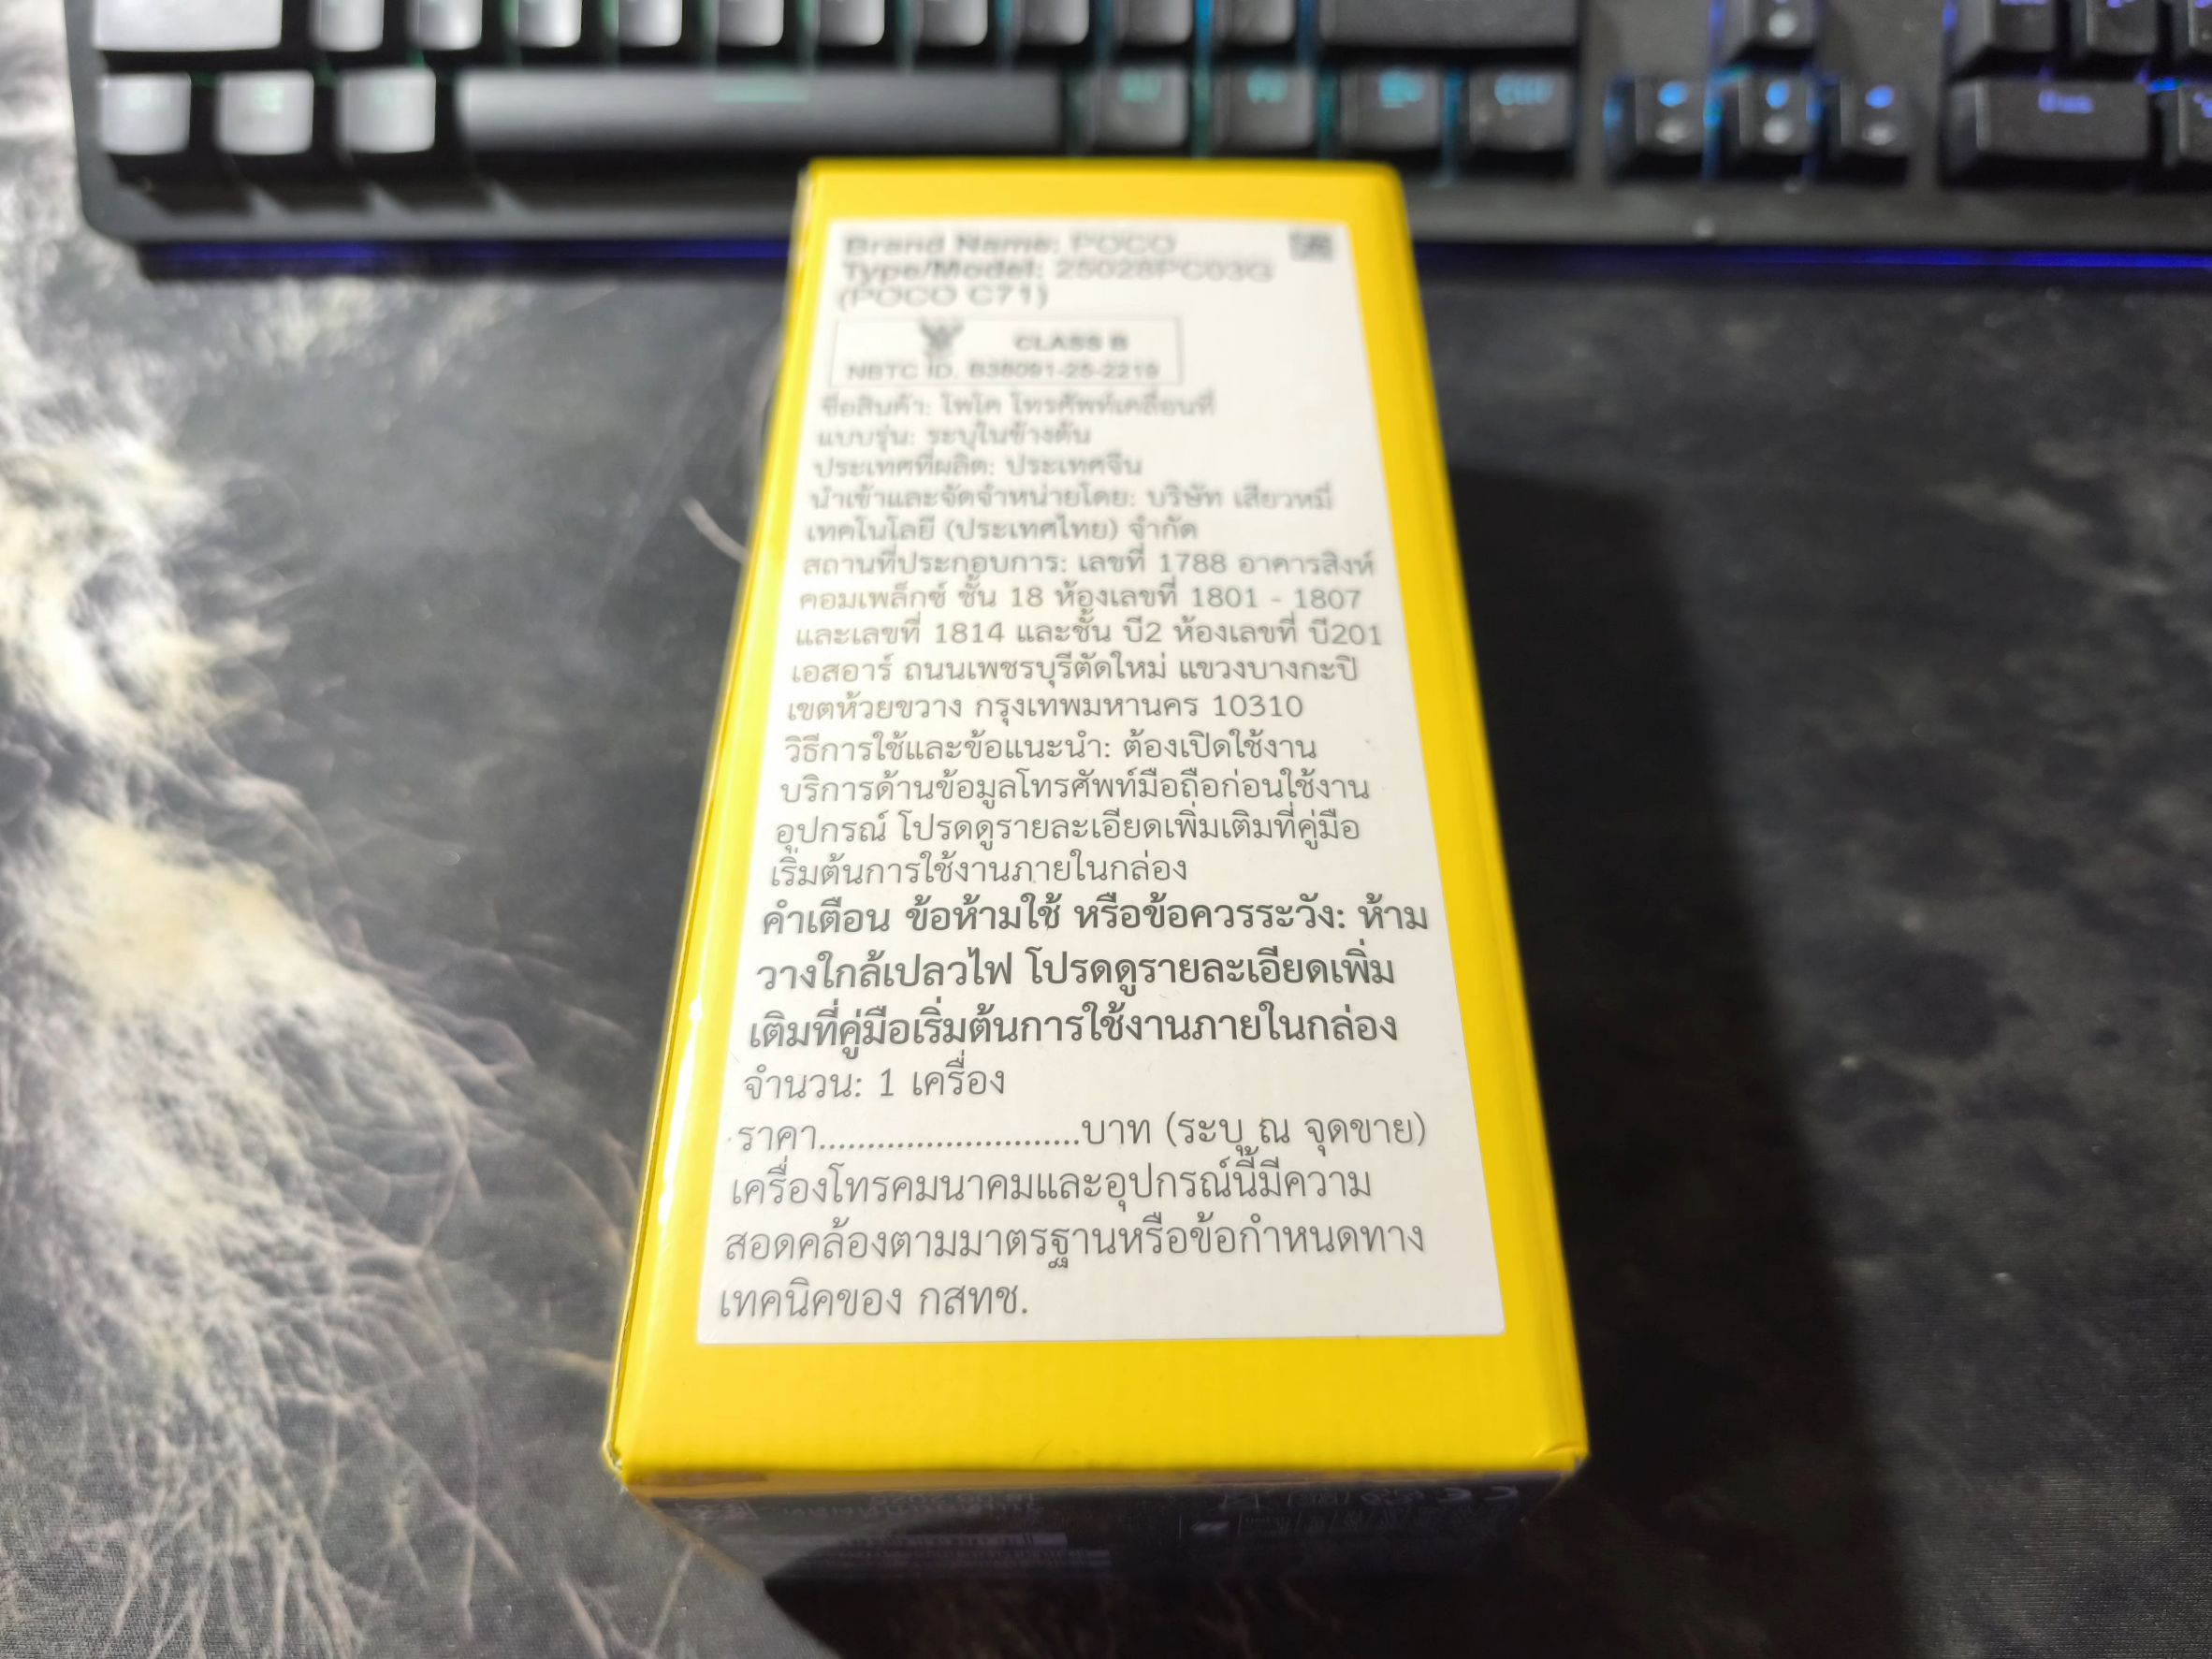 Brand Name: POCO
Type/Model: 25028PC03G
(POCO C71)
CLASS B
NBTC ID. B38091-25-2219
ชื่อสินค้า: โพโค โทรศัพท์เคลื่อนที่
แบบรุ่น: ระบุในข้างต้น
ประเทศที่ผลิต: ประเทศจีน
นำเข้าและจัดจำหน่ายโดย: บริษัท เสียวหมี่
เทคโนโลยี (ประเทศไทย) จำกัด
สถานที่ประกอบการ: เลขที่ 1788 อาคารสิงห์
คอมเพล็กซ์ ชั้น 18 ห้องเลขที่ 1801 - 1807
และเลขที่ 1814 และชั้น บี2 ห้องเลขที่ บี201
เอสอาร์ ถนนเพชรบุรีตัดใหม่ แขวงบางกะปิ
เขตห้วยขวาง กรุงเทพมหานคร 10310
วิธีการใช้และข้อแนะนำ: ต้องเปิดใช้งาน
บริการด้านข้อมูลโทรศัพท์มือถือก่อนใช้งาน
อุปกรณ์ โปรดดูรายละเอียดเพิ่มเติมที่คู่มือ
เริ่มต้นการใช้งานภายในกล่อง
คำเตือน ข้อห้ามใช้ หรือข้อควรระวัง: ห้าม
วางใกล้เปลวไฟ โปรดดูรายละเอียดเพิ่ม
เติมที่คู่มือเริ่มต้นการใช้งานภายในกล่อง
จำนวน: 1 เครื่อง
ราคา...........................บาท (ระบุ ณ จุดขาย)
เครื่องโทรคมนาคมและอุปกรณ์นี้มีความ
สอดคล้องตามมาตรฐานหรือข้อกำหนดทาง
เทคนิคของ กสทช.